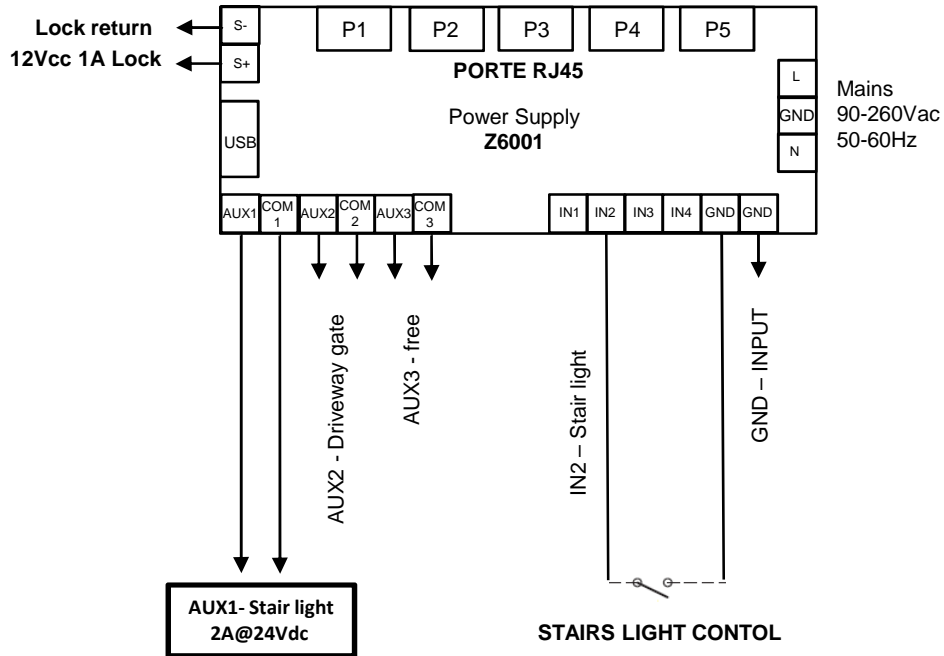 Lock return
12Vcc 1A Lock
S-
S+
P1 P2 P3 P4 P5
PORTE RJ45
Power Supply
Z6001
USB
L
GND
N
Mains
90-260Vac
50-60Hz
AUX1 COM 1 AUX2 COM 2 AUX3 COM 3
IN1 IN2 IN3 IN4 GND GND
AUX2 - Driveway gate
AUX3 - free
IN2 – Stair light
GND – INPUT
AUX1- Stair light
2A@24Vdc
STAIRS LIGHT CONTOL